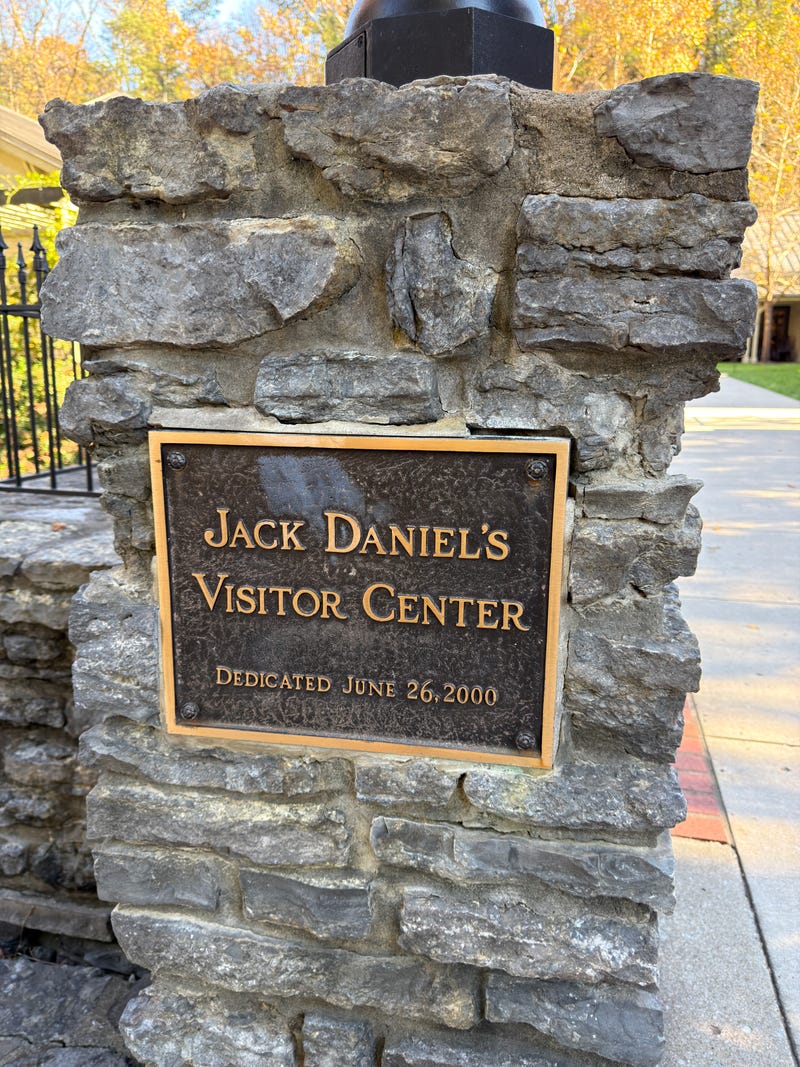 Jack Daniel's
Visitor Center
Dedicated June 26, 2000